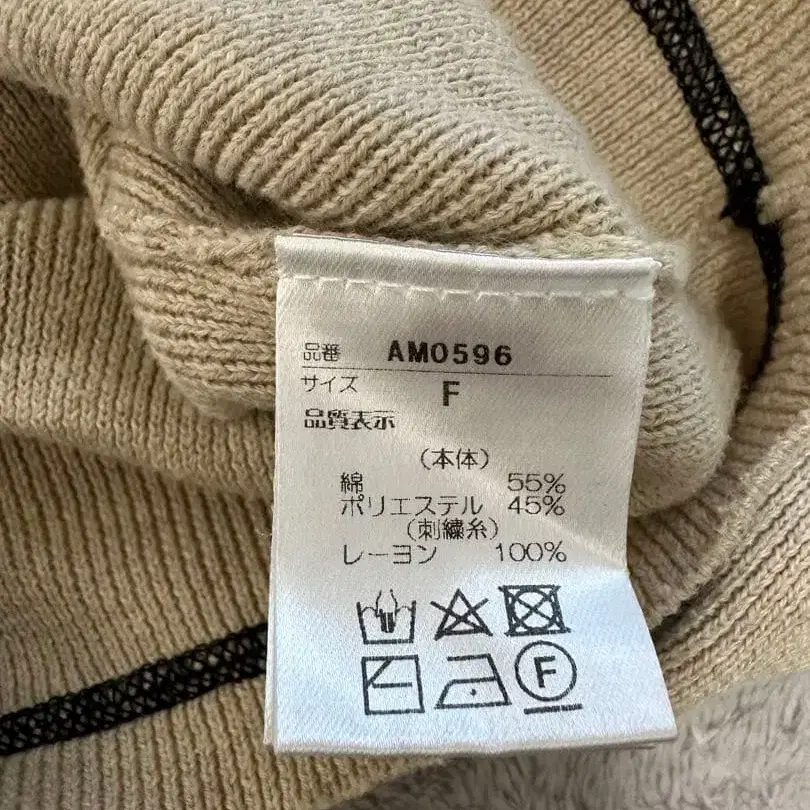 品番 AM0596
サイズ F
品質表示
(本体)
綿 55%
ポリエステル 45%
(刺繍糸)
レーヨン 100%
F